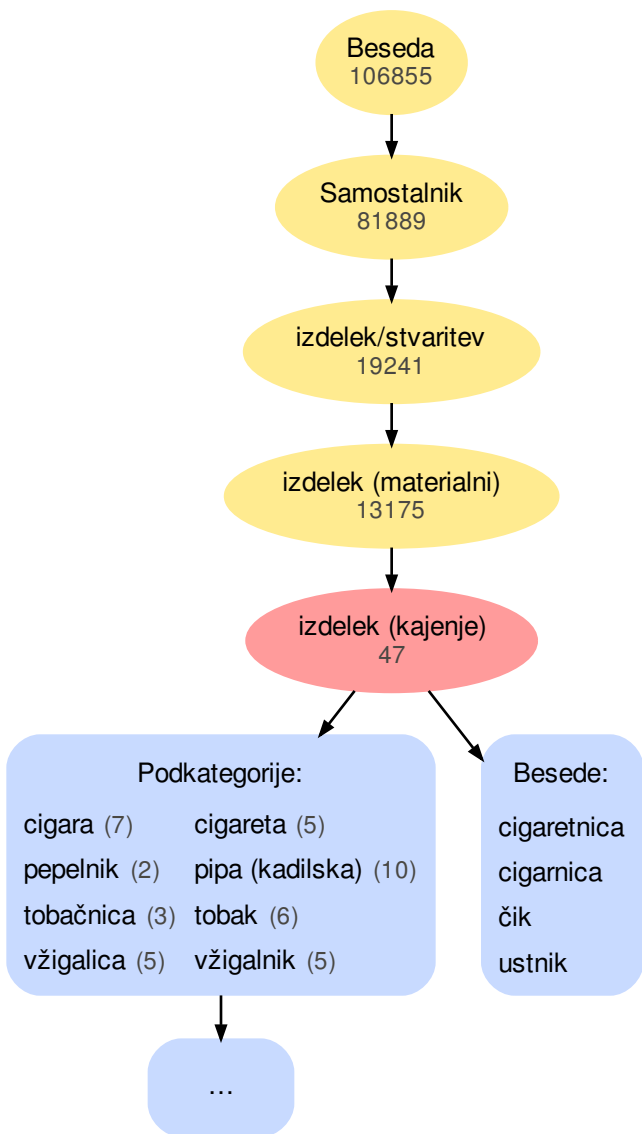 Beseda
106855
Samostalnik
81889
izdelek/stvaritev
19241
izdelek (materialni)
13175
izdelek (kajenje)
47
Podkategorije:
cigara (7) cigareta (5)
pepelnik (2) pipa (kadilska) (10)
tobačnica (3) tobak (6)
vžigalica (5) vžigalnik (5)
Besede:
cigaretnica
cigarnica
čik
ustnik
…